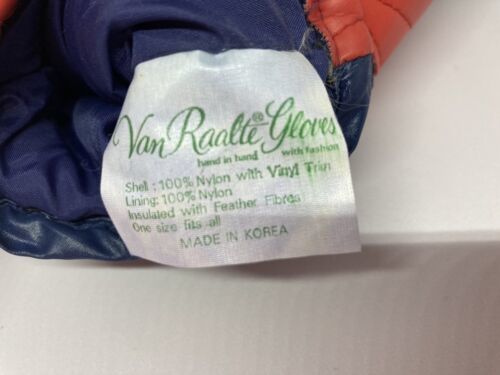 Van Raalte® Gloves
hand in hand with fashion
Shell : 100% Nylon with Vinyl Trim
Lining: 100% Nylon
Insulated with Feather Fibres
One size fits all
MADE IN KOREA